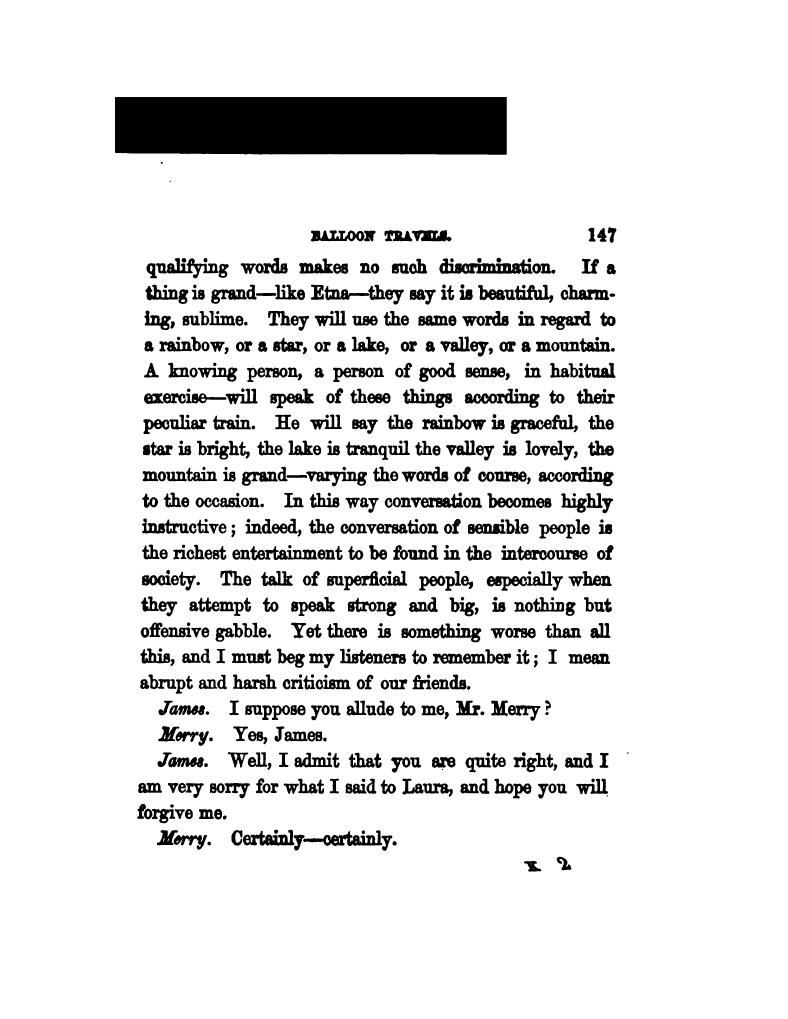 BALLOON TRAVELS. 147
qualifying words makes no such discrimination. If a
thing is grand—like Etna—they say it is beautiful, charm-
ing, sublime. They will use the same words in regard to
a rainbow, or a star, or a lake, or a valley, or a mountain.
A knowing person, a person of good sense, in habitual
exercise—will speak of these things according to their
peculiar train. He will say the rainbow is graceful, the
star is bright, the lake is tranquil the valley is lovely, the
mountain is grand—varying the words of course, according
to the occasion. In this way conversation becomes highly
instructive; indeed, the conversation of sensible people is
the richest entertainment to be found in the intercourse of
society. The talk of superficial people, especially when
they attempt to speak strong and big, is nothing but
offensive gabble. Yet there is something worse than all
this, and I must beg my listeners to remember it; I mean
abrupt and harsh criticism of our friends.
James. I suppose you allude to me, Mr. Merry?
Merry. Yes, James.
James. Well, I admit that you are quite right, and I
am very sorry for what I said to Laura, and hope you will
forgive me.
Merry. Certainly—certainly.
K 2